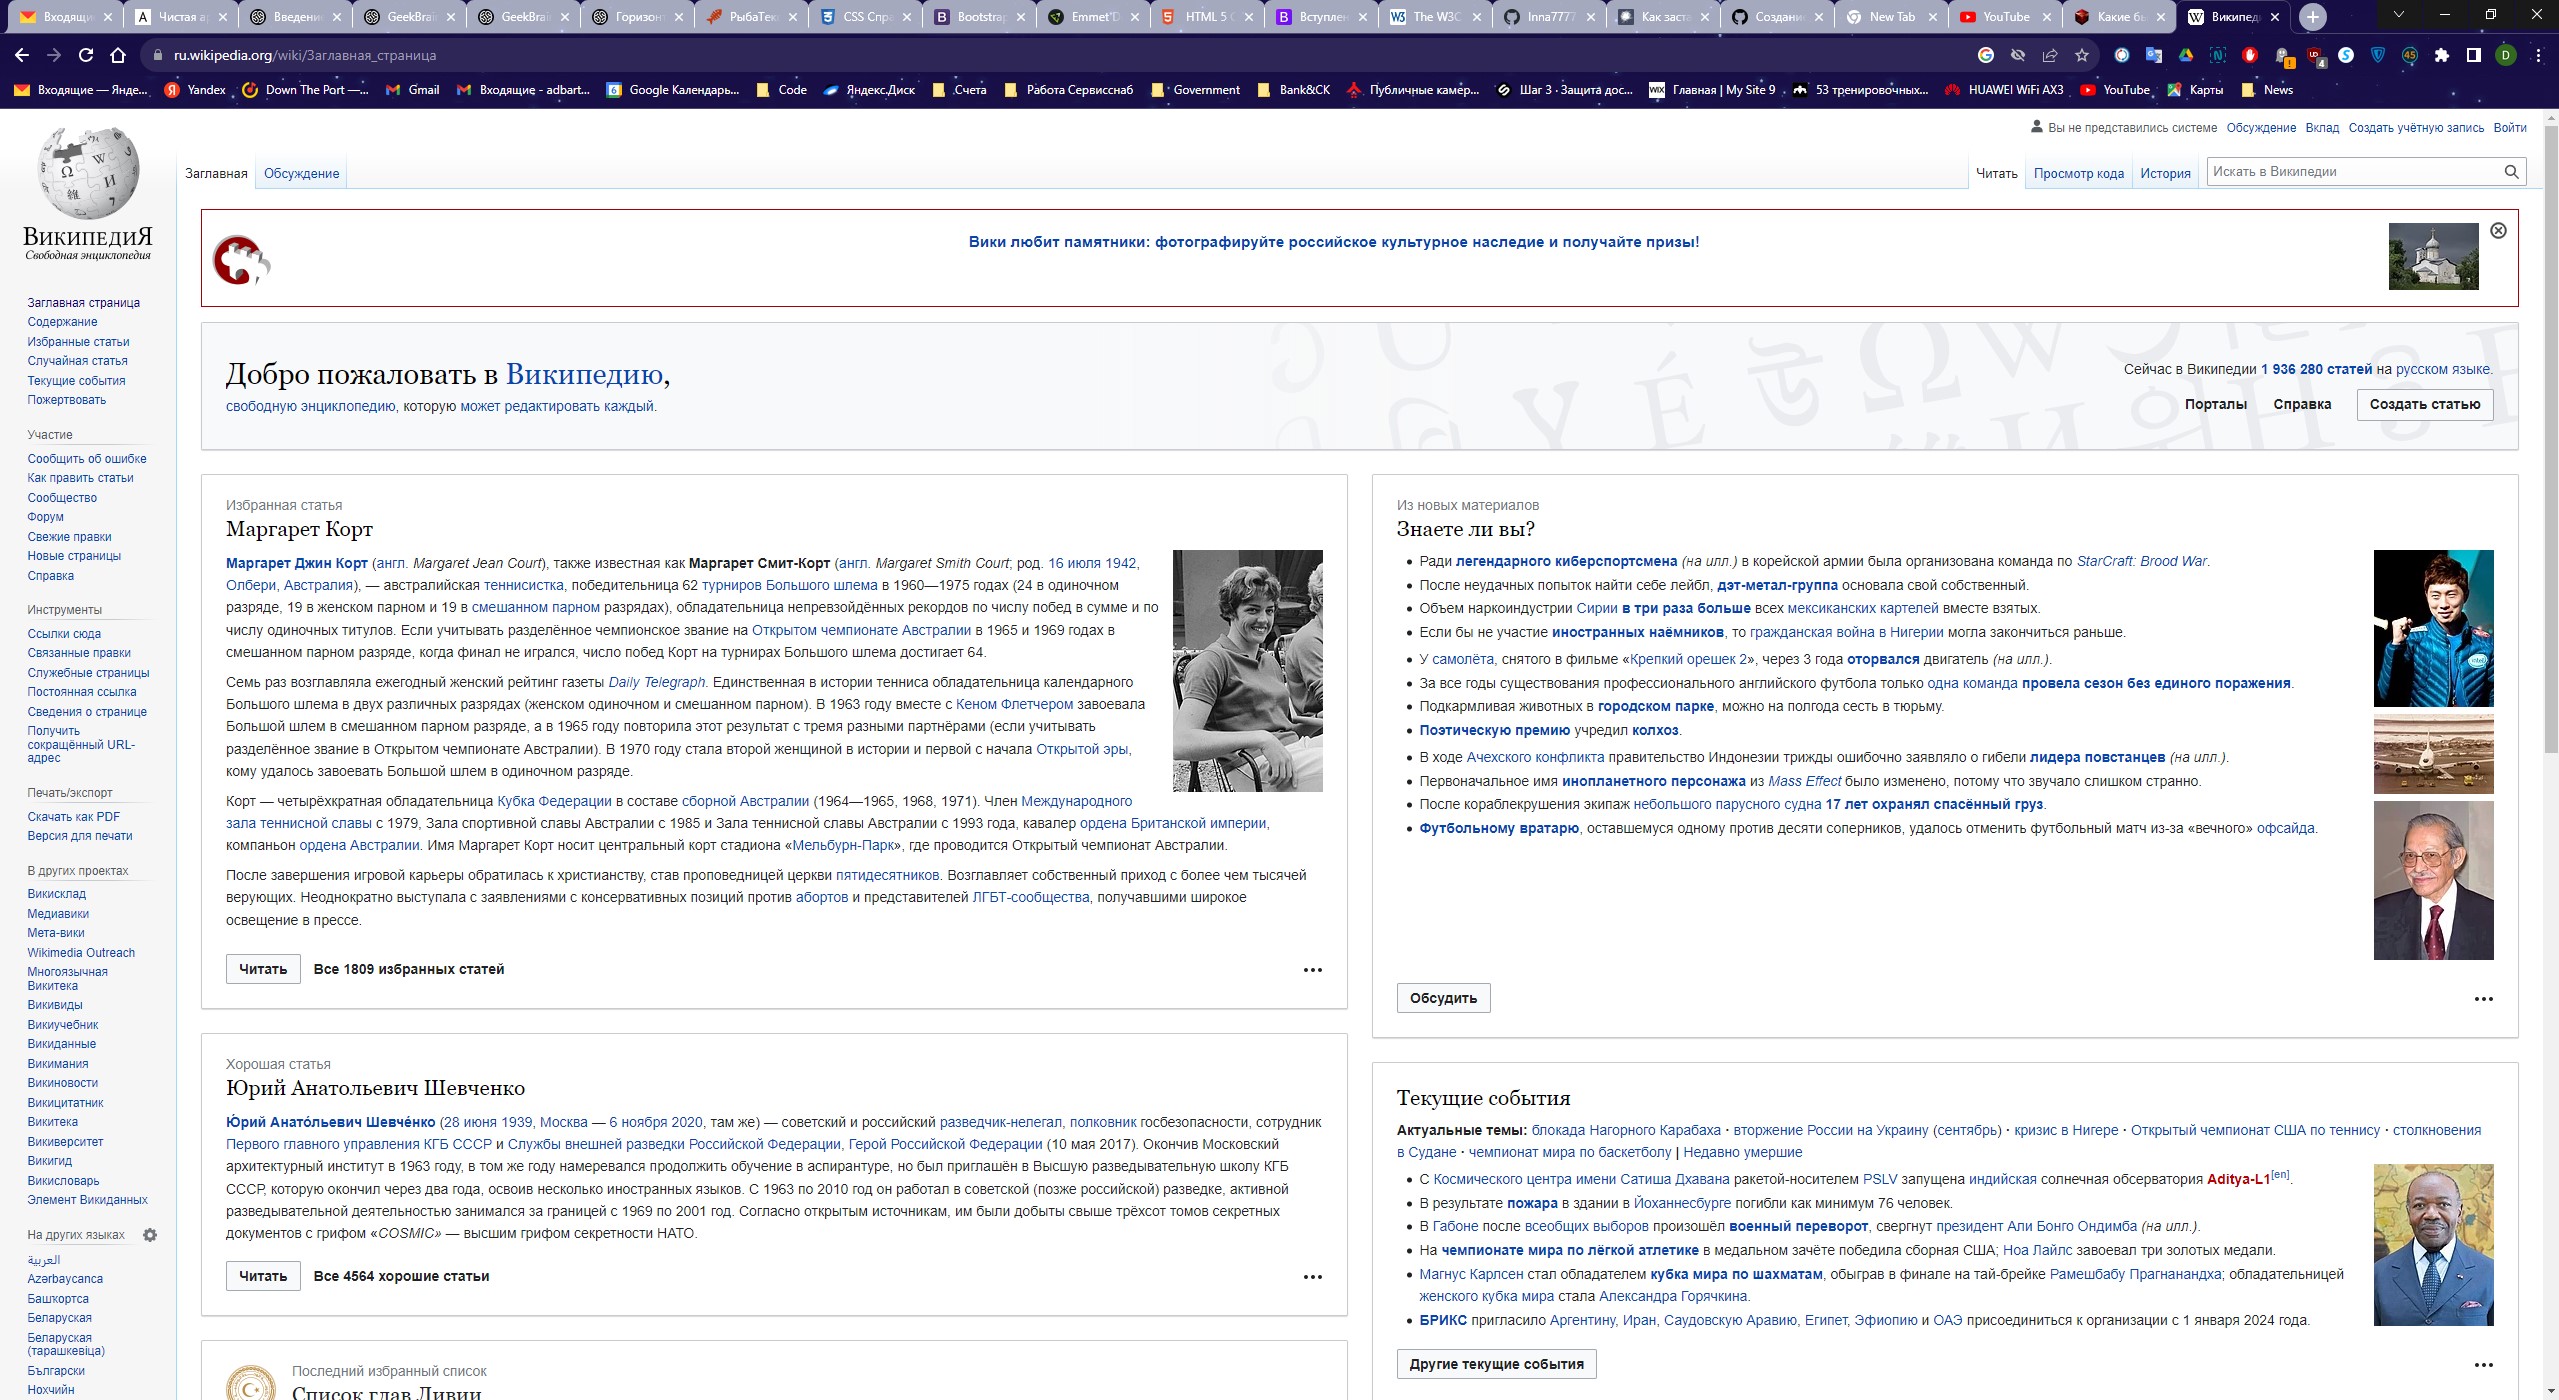 Входящи
Чистая а
Введени
GeekBrai
GeekBrai
Горизон
РыбаТек
CSS Спра
Bootstrap
Emmet D
HTML 5 С
Вступлен
The W3C
Inna7777
Как заста
Создани
New Tab
YouTube
Какие бы
Википеди
ru.wikipedia.org/wiki/Заглавная_страница
Входящие — Янде...
Yandex
Down The Port —...
Gmail
Входящие - adbart...
Google Календарь...
Code
Яндекс.Диск
.Счета
Работа Сервисснаб
Government
Bank&CK
Публичные камер...
Шаг 3 · Защита дос...
Главная | My Site 9
53 тренировочных...
HUAWEI WiFi AX3
YouTube
Карты
News
Вы не представились системе Обсуждение Вклад Создать учётную запись Войти
Заглавная Обсуждение
Читать Просмотр кода История Искать в Википедии
ВикипедиЯ
Свободная энциклопедия
Заглавная страница
Содержание
Избранные статьи
Случайная статья
Текущие события
Пожертвовать
Участие
Сообщить об ошибке
Как править статьи
Сообщество
Форум
Свежие правки
Новые страницы
Справка
Инструменты
Ссылки сюда
Связанные правки
Служебные страницы
Постоянная ссылка
Сведения о странице
Получить
сокращённый URL-
адрес
Печать/экспорт
Скачать как PDF
Версия для печати
В других проектах
Викисклад
Медиавики
Мета-вики
Wikimedia Outreach
Многоязычная
Викитека
Викивиды
Викиучебник
Викиданные
Викимания
Викиновости
Викицитатник
Викитека
Викиверситет
Викигид
Викисловарь
Элемент Викиданных
На других языках
العربية
Azərbaycanca
Башҡортса
Беларуская
Беларуская
(тарашкевіца)
Български
Нохчийн
Вики любит памятники: фотографируйте российское культурное наследие и получайте призы!
Добро пожаловать в Википедию,
свободную энциклопедию, которую может редактировать каждый.
Сейчас в Википедии 1 936 280 статей на русском языке.
Порталы Справка Создать статью
Избранная статья
Маргарет Корт
Маргарет Джин Корт (англ. Margaret Jean Court), также известная как Маргарет Смит-Корт (англ. Margaret Smith Court; род. 16 июля 1942,
Олбери, Австралия), — австралийская теннисистка, победительница 62 турниров Большого шлема в 1960—1975 годах (24 в одиночном
разряде, 19 в женском парном и 19 в смешанном парном разрядах), обладательница непревзойдённых рекордов по числу побед в сумме и по
числу одиночных титулов. Если учитывать разделённое чемпионское звание на Открытом чемпионате Австралии в 1965 и 1969 годах в
смешанном парном разряде, когда финал не игрался, число побед Корт на турнирах Большого шлема достигает 64.
Семь раз возглавляла ежегодный женский рейтинг газеты Daily Telegraph. Единственная в истории тенниса обладательница календарного
Большого шлема в двух различных разрядах (женском одиночном и смешанном парном). В 1963 году вместе с Кеном Флетчером завоевала
Большой шлем в смешанном парном разряде, а в 1965 году повторила этот результат с тремя разными партнёрами (если учитывать
разделённое звание в Открытом чемпионате Австралии). В 1970 году стала второй женщиной в истории и первой с начала Открытой эры,
кому удалось завоевать Большой шлем в одиночном разряде.
Корт — четырёхкратная обладательница Кубка Федерации в составе сборной Австралии (1964—1965, 1968, 1971). Член Международного
зала теннисной славы с 1979, Зала спортивной славы Австралии с 1985 и Зала теннисной славы Австралии с 1993 года, кавалер ордена Британской империи,
компаньон ордена Австралии. Имя Маргарет Корт носит центральный корт стадиона «Мельбурн-Парк», где проводится Открытый чемпионат Австралии.
После завершения игровой карьеры обратилась к христианству, став проповедницей церкви пятидесятников. Возглавляет собственный приход с более чем тысячей
верующих. Неоднократно выступала с заявлениями с консервативных позиций против абортов и представителей ЛГБТ-сообщества, получавшими широкое
освещение в прессе.
Читать Все 1809 избранных статей
Хорошая статья
Юрий Анатольевич Шевченко
Ю́рий Анато́льевич Шевче́нко (28 июня 1939, Москва — 6 ноября 2020, там же) — советский и российский разведчик-нелегал, полковник госбезопасности, сотрудник
Первого главного управления КГБ СССР и Службы внешней разведки Российской Федерации, Герой Российской Федерации (10 мая 2017). Окончив Московский
архитектурный институт в 1963 году, в том же году намеревался продолжить обучение в аспирантуре, но был приглашён в Высшую разведывательную школу КГБ
СССР, которую окончил через два года, освоив несколько иностранных языков. С 1963 по 2010 год он работал в советской (позже российской) разведке, активной
разведывательной деятельностью занимался за границей с 1969 по 2001 год. Согласно открытым источникам, им были добыты свыше трёхсот томов секретных
документов с грифом «COSMIC» — высшим грифом секретности НАТО.
Читать Все 4564 хорошие статьи
Последний избранный список
Список глав Ливии
Из новых материалов
Знаете ли вы?
Ради легендарного киберспортсмена (на илл.) в корейской армии была организована команда по StarCraft: Brood War.
После неудачных попыток найти себе лейбл, дэт-метал-группа основала свой собственный.
Объем наркоиндустрии Сирии в три раза больше всех мексиканских картелей вместе взятых.
Если бы не участие иностранных наёмников, то гражданская война в Нигерии могла закончиться раньше.
У самолёта, снятого в фильме «Крепкий орешек 2», через 3 года оторвался двигатель (на илл.).
За все годы существования профессионального английского футбола только одна команда провела сезон без единого поражения.
Подкармливая животных в городском парке, можно на полгода сесть в тюрьму.
Поэтическую премию учредил колхоз.
В ходе Ачехского конфликта правительство Индонезии трижды ошибочно заявляло о гибели лидера повстанцев (на илл.).
Первоначальное имя инопланетного персонажа из Mass Effect было изменено, потому что звучало слишком странно.
После кораблекрушения экипаж небольшого парусного судна 17 лет охранял спасённый груз.
Футбольному вратарю, оставшемуся одному против десяти соперников, удалось отменить футбольный матч из-за «вечного» офсайда.
Обсудить
Текущие события
Актуальные темы: блокада Нагорного Карабаха · вторжение России на Украину (сентябрь) · кризис в Нигере · Открытый чемпионат США по теннису · столкновения
в Судане · чемпионат мира по баскетболу | Недавно умершие
С Космического центра имени Сатиша Дхавана ракетой-носителем PSLV запущена индийская солнечная обсерватория Aditya-L1[en].
В результате пожара в здании в Йоханнесбурге погибли как минимум 76 человек.
В Габоне после всеобщих выборов произошёл военный переворот, свергнут президент Али Бонго Ондимба (на илл.).
На чемпионате мира по лёгкой атлетике в медальном зачёте победила сборная США; Ноа Лайлс завоевал три золотых медали.
Магнус Карлсен стал обладателем кубка мира по шахматам, обыграв в финале на тай-брейке Рамешбабу Прагнанандха; обладательницей
женского кубка мира стала Александра Горячкина.
БРИКС пригласило Аргентину, Иран, Саудовскую Аравию, Египет, Эфиопию и ОАЭ присоединиться к организации с 1 января 2024 года.
Другие текущие события